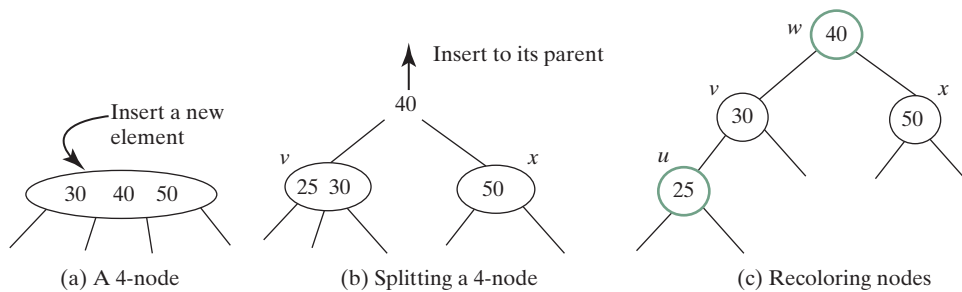 Insert a new
element
30 40 50
(a) A 4-node
Insert to its parent
40
v
25 30
x
50
(b) Splitting a 4-node
w
40
v
30
x
50
u
25
(c) Recoloring nodes